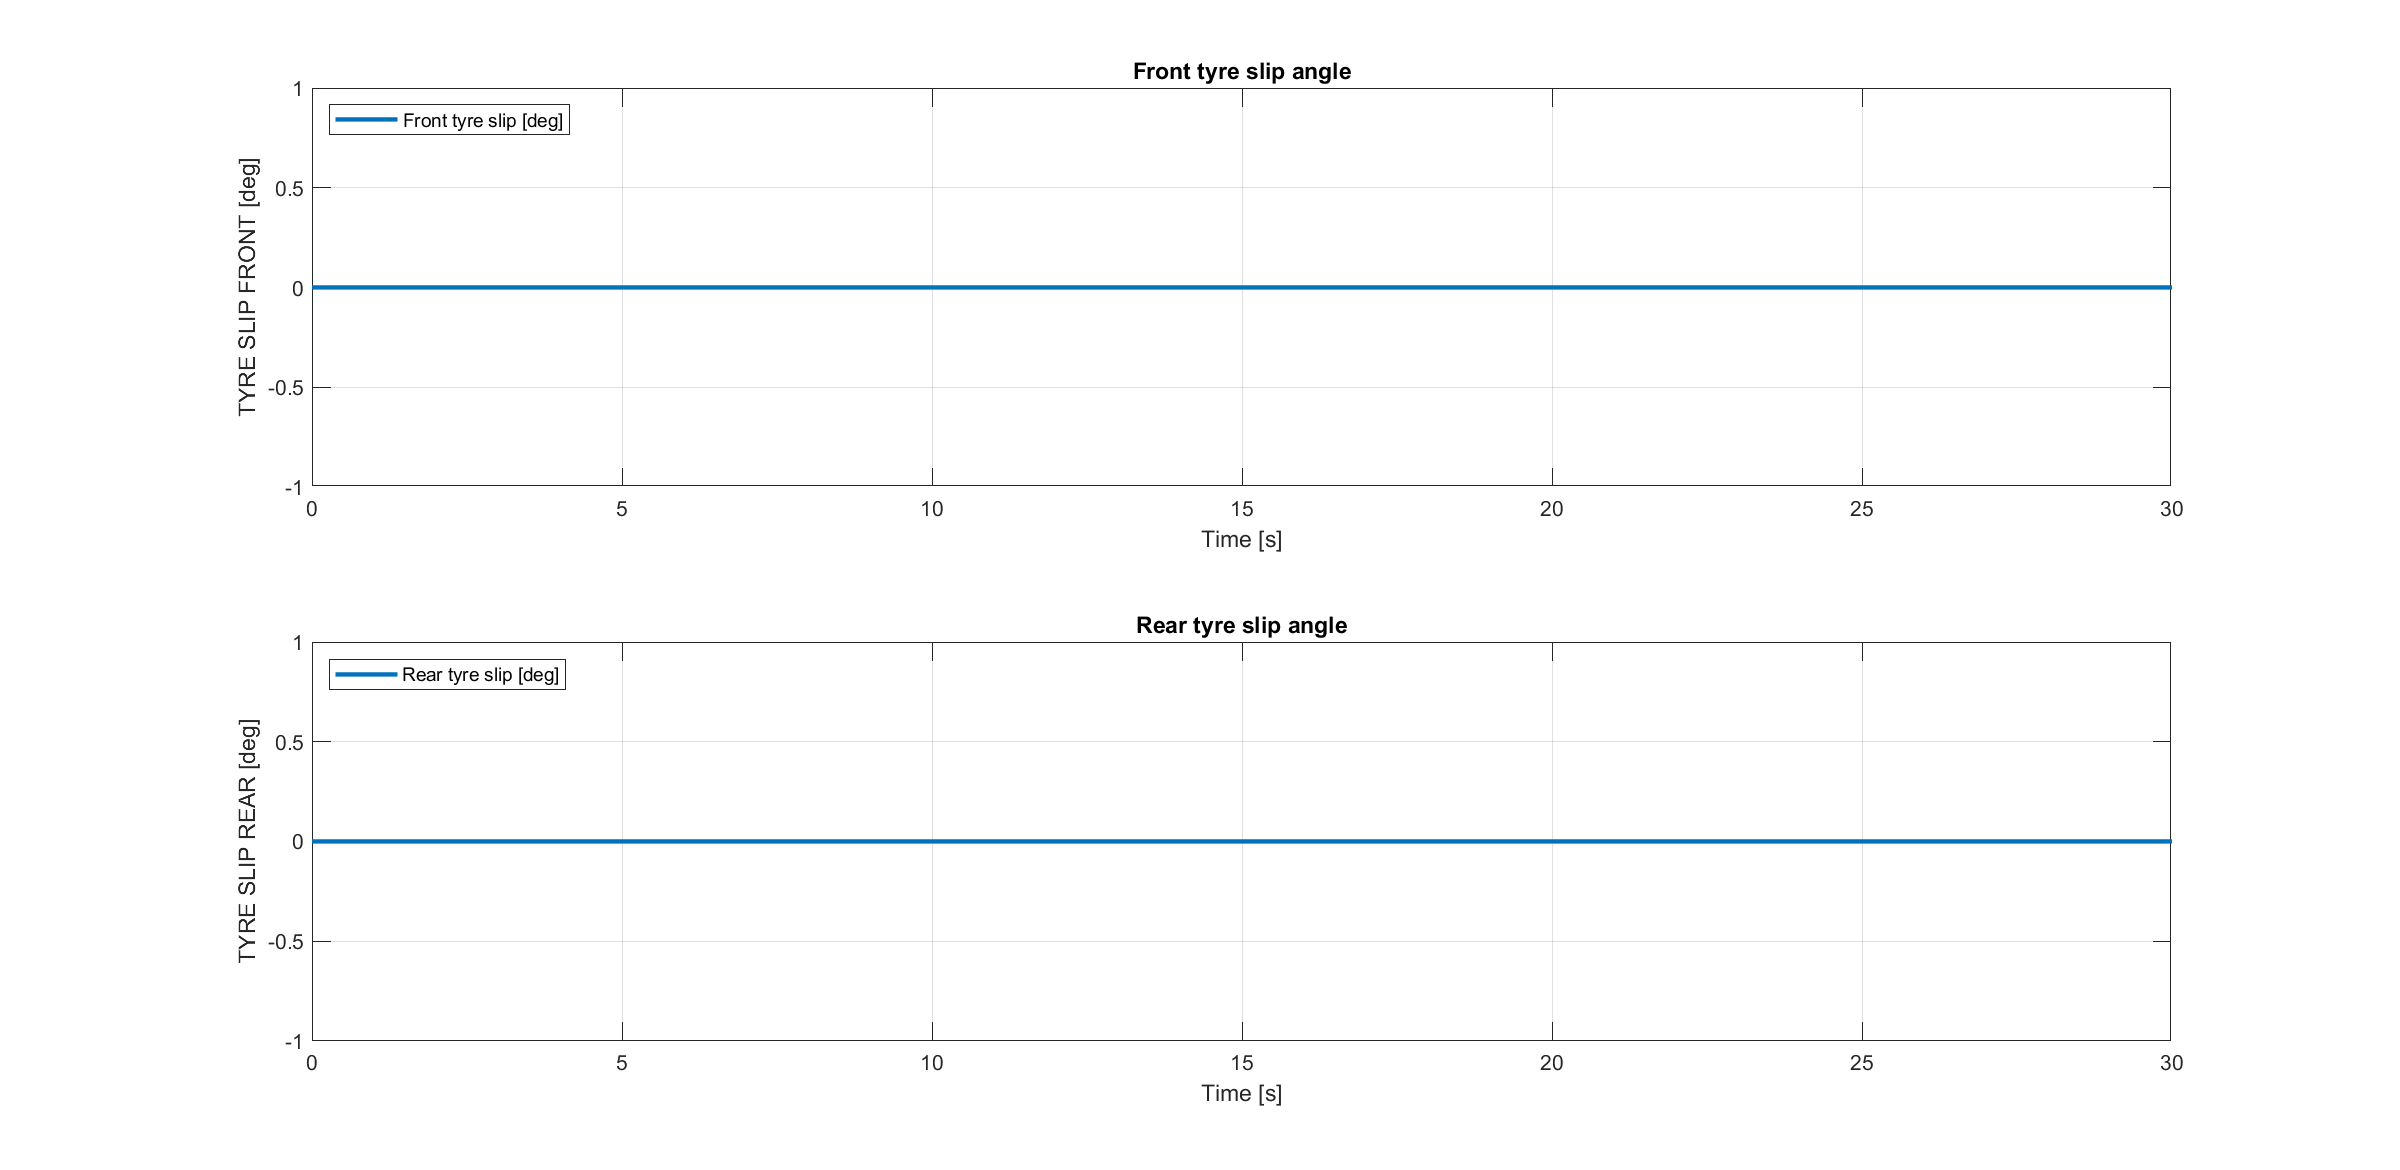 Front tyre slip angle
1
Front tyre slip [deg]
0.5
TYRE SLIP FRONT [deg]
0
-0.5
-1
0 5 10 15 20 25 30
Time [s]
Rear tyre slip angle
1
Rear tyre slip [deg]
0.5
TYRE SLIP REAR [deg]
0
-0.5
-1
0 5 10 15 20 25 30
Time [s]